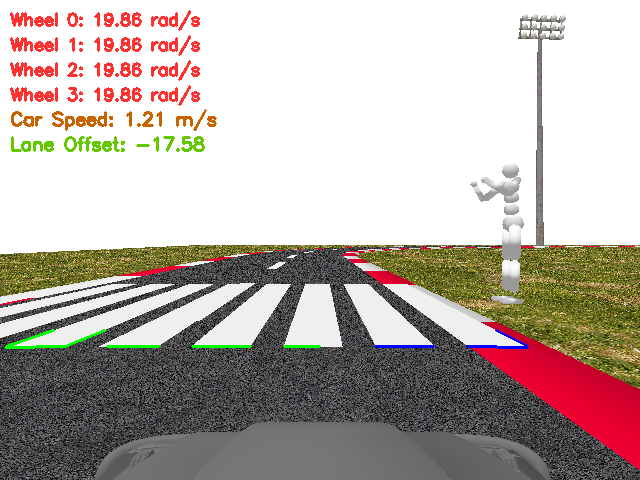 Wheel 0: 19.86 rad/s
Wheel 1: 19.86 rad/s
Wheel 2: 19.86 rad/s
Wheel 3: 19.86 rad/s
Car Speed: 1.21 m/s
Lane Offset: -17.58